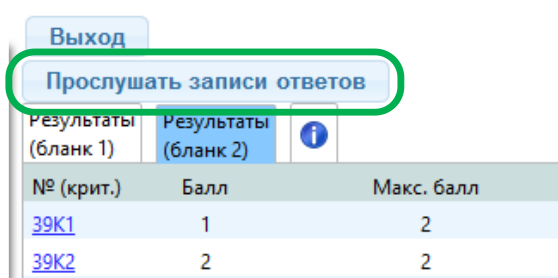 Выход
Прослушать записи ответов
Результаты (бланк 1)
Результаты (бланк 2)
№ (крит.) Балл Макс. балл
39К1 1 2
39К2 2 2